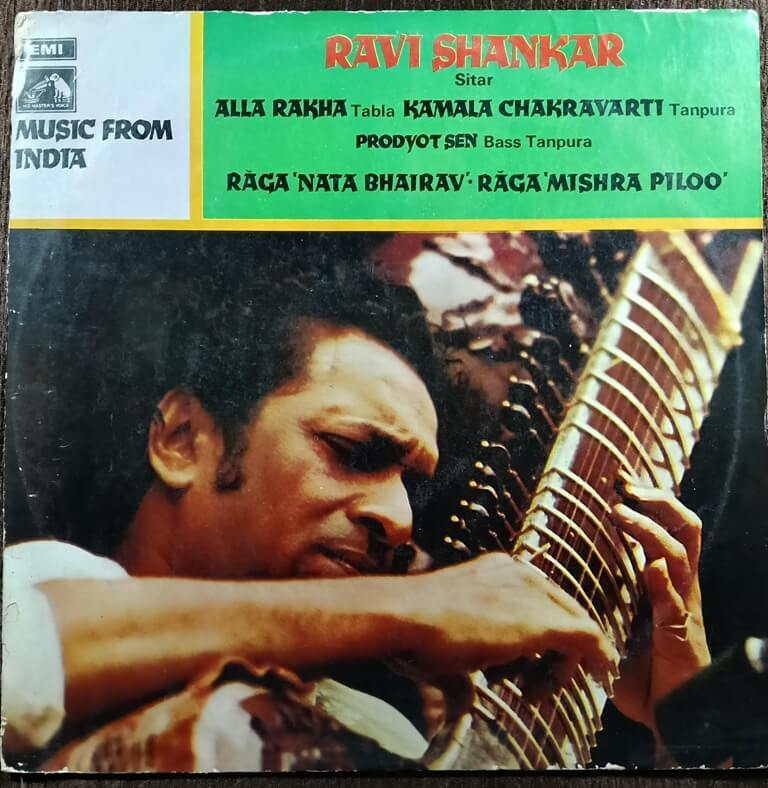 EMI
HIS MASTER'S VOICE
MUSIC FROM
INDIA
RAVI SHANKAR
Sitar
ALLA RAKHA Tabla KAMALA CHAKRAVARTI Tanpura
PRODYOT SEN Bass Tanpura
RĀGA 'NATA BHAIRAV'· RĀGA 'MISHRA PILOO'